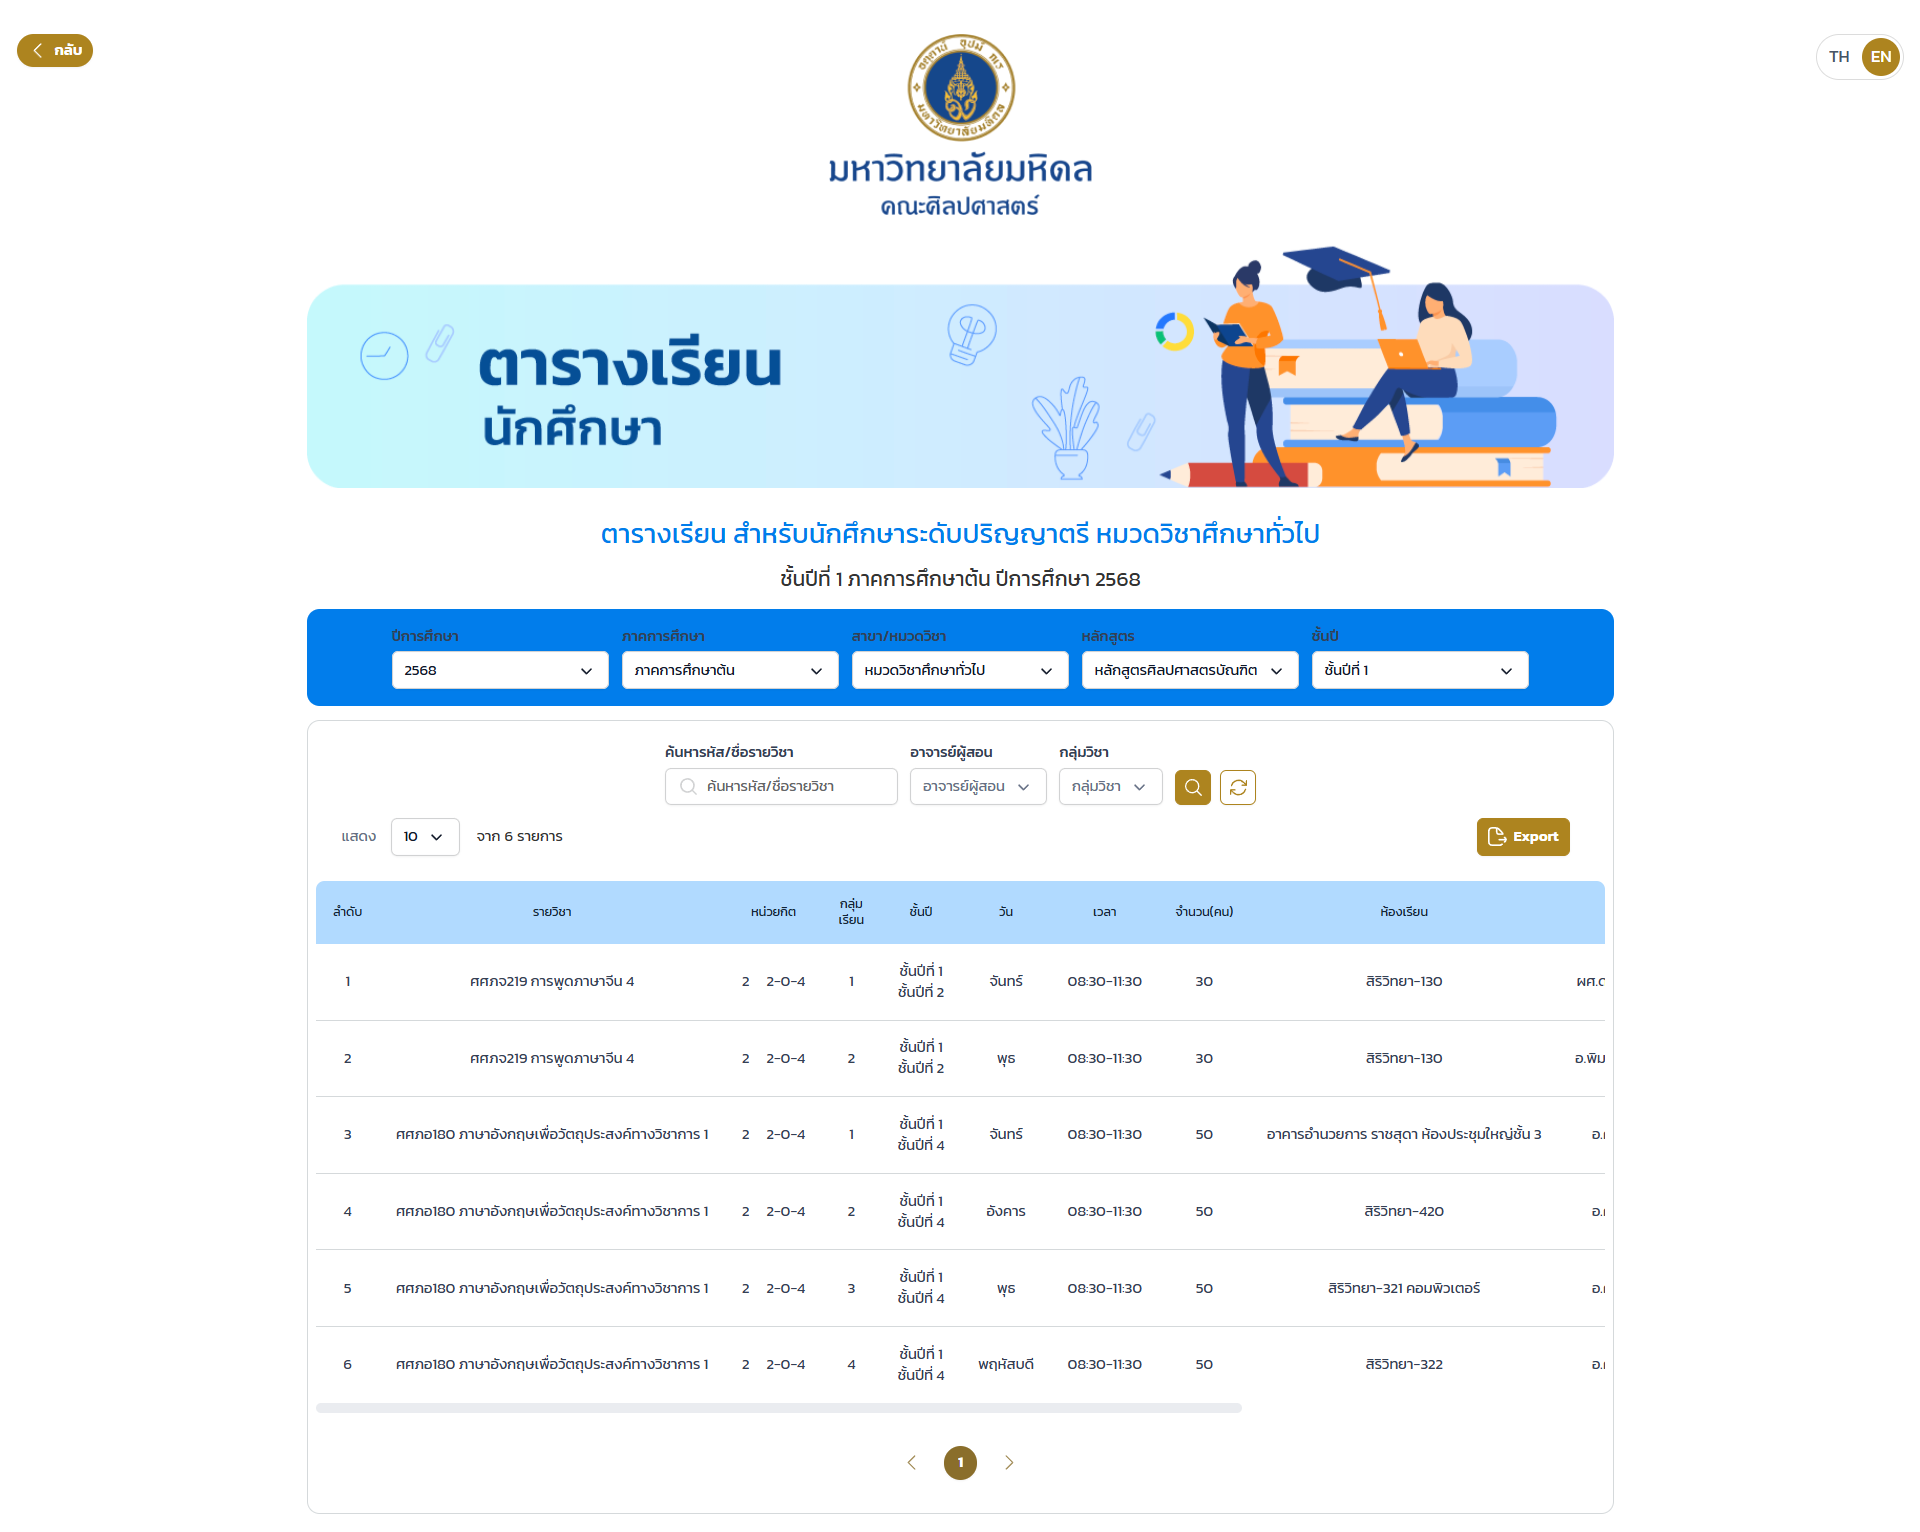 กลับ
TH EN
อตฺตานํ อุปมํ กเร
มหาวิทยาลัยมหิดล
มหาวิทยาลัยมหิดล
คณะศิลปศาสตร์
ตารางเรียน
นักศึกษา
ตารางเรียน สำหรับนักศึกษาระดับปริญญาตรี หมวดวิชาศึกษาทั่วไป
ชั้นปีที่ 1 ภาคการศึกษาต้น ปีการศึกษา 2568
ปีการศึกษา ภาคการศึกษา สาขา/หมวดวิชา หลักสูตร ชั้นปี
2568 ภาคการศึกษาต้น หมวดวิชาศึกษาทั่วไป หลักสูตรศิลปศาสตรบัณฑิต ชั้นปีที่ 1
ค้นหารหัส/ชื่อรายวิชา อาจารย์ผู้สอน กลุ่มวิชา
ค้นหารหัส/ชื่อรายวิชา อาจารย์ผู้สอน กลุ่มวิชา
แสดง 10 จาก 6 รายการ Export
ลำดับ รายวิชา หน่วยกิต กลุ่มเรียน ชั้นปี วัน เวลา จำนวน(คน) ห้องเรียน
1 ศศภจ219 การพูดภาษาจีน 4 2 2-0-4 1 ชั้นปีที่ 1 ชั้นปีที่ 2 จันทร์ 08:30-11:30 30 สิริวิทยา-130 ผศ.ด
2 ศศภจ219 การพูดภาษาจีน 4 2 2-0-4 2 ชั้นปีที่ 1 ชั้นปีที่ 2 พุธ 08:30-11:30 30 สิริวิทยา-130 อ.พิม
3 ศศภอ180 ภาษาอังกฤษเพื่อวัตถุประสงค์ทางวิชาการ 1 2 2-0-4 1 ชั้นปีที่ 1 ชั้นปีที่ 4 จันทร์ 08:30-11:30 50 อาคารอำนวยการ ราชสุดา ห้องประชุมใหญ่ชั้น 3
4 ศศภอ180 ภาษาอังกฤษเพื่อวัตถุประสงค์ทางวิชาการ 1 2 2-0-4 2 ชั้นปีที่ 1 ชั้นปีที่ 4 อังคาร 08:30-11:30 50 สิริวิทยา-420
5 ศศภอ180 ภาษาอังกฤษเพื่อวัตถุประสงค์ทางวิชาการ 1 2 2-0-4 3 ชั้นปีที่ 1 ชั้นปีที่ 4 พุธ 08:30-11:30 50 สิริวิทยา-321 คอมพิวเตอร์
6 ศศภอ180 ภาษาอังกฤษเพื่อวัตถุประสงค์ทางวิชาการ 1 2 2-0-4 4 ชั้นปีที่ 1 ชั้นปีที่ 4 พฤหัสบดี 08:30-11:30 50 สิริวิทยา-322
1